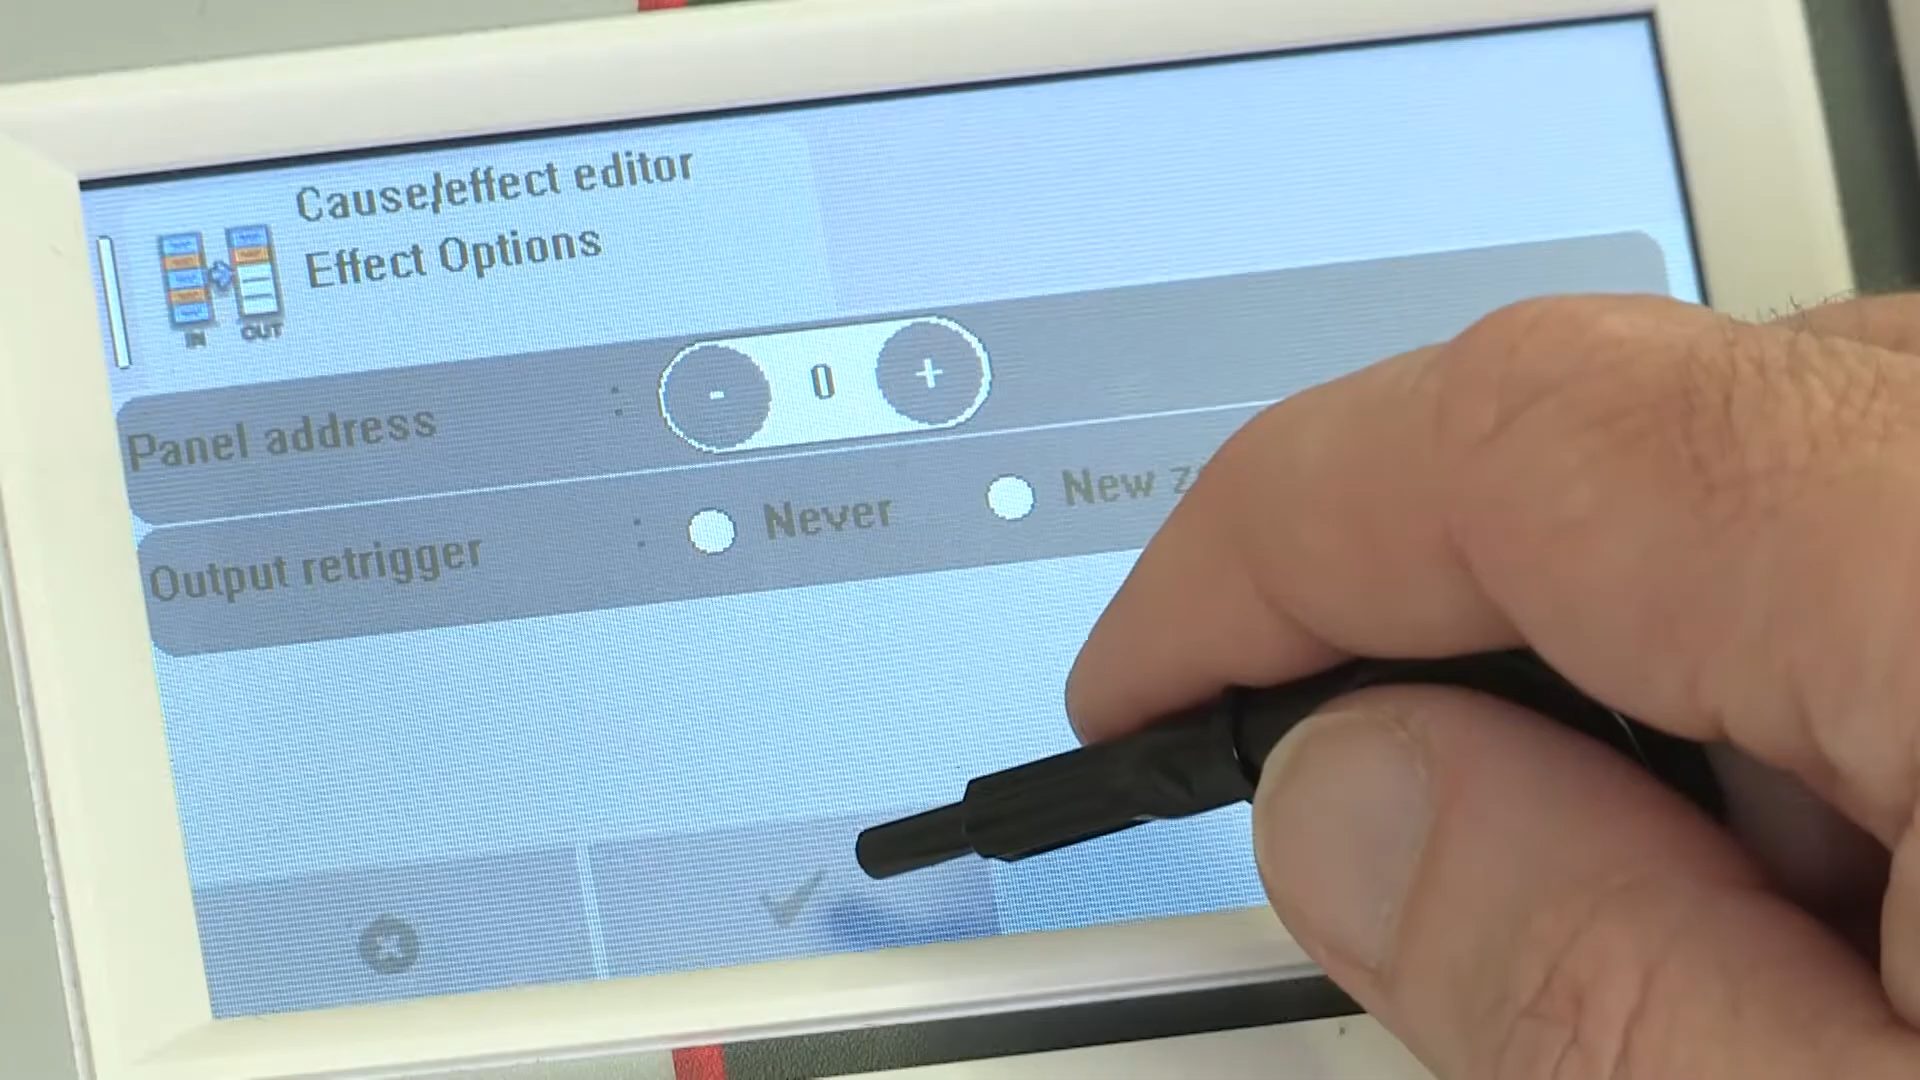 Cause/effect editor
Effect Options
IN OUT
Panel address : - 0 +
Output retrigger : Never New